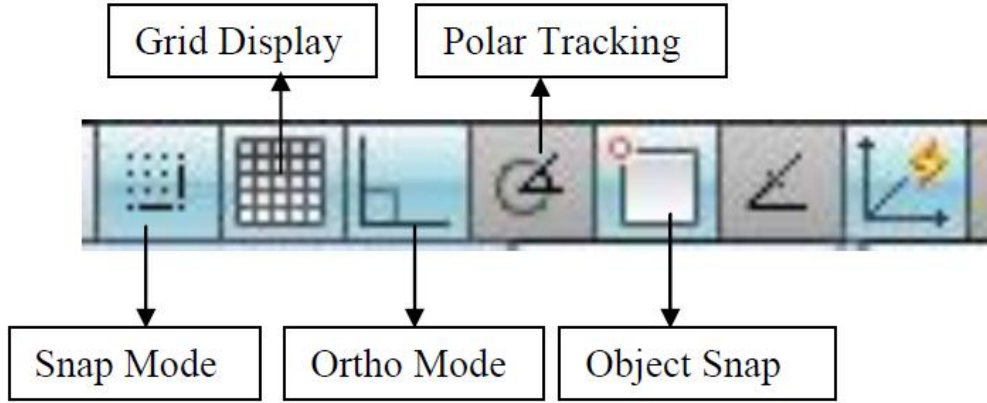 Grid Display
Polar Tracking
Snap Mode
Ortho Mode
Object Snap